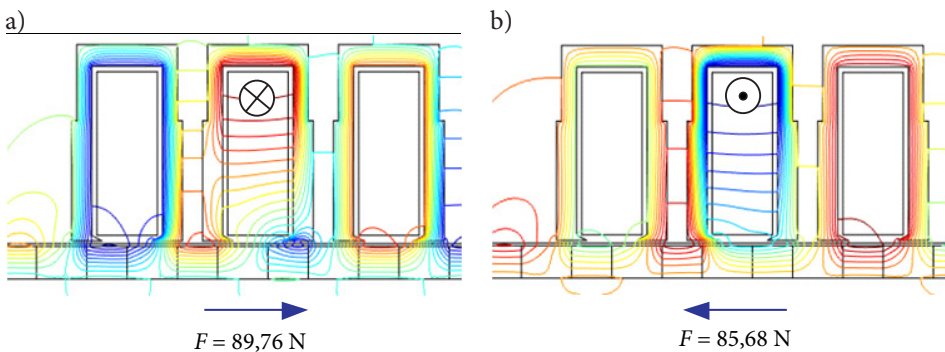 a)
b)
F = 89,76 N
F = 85,68 N